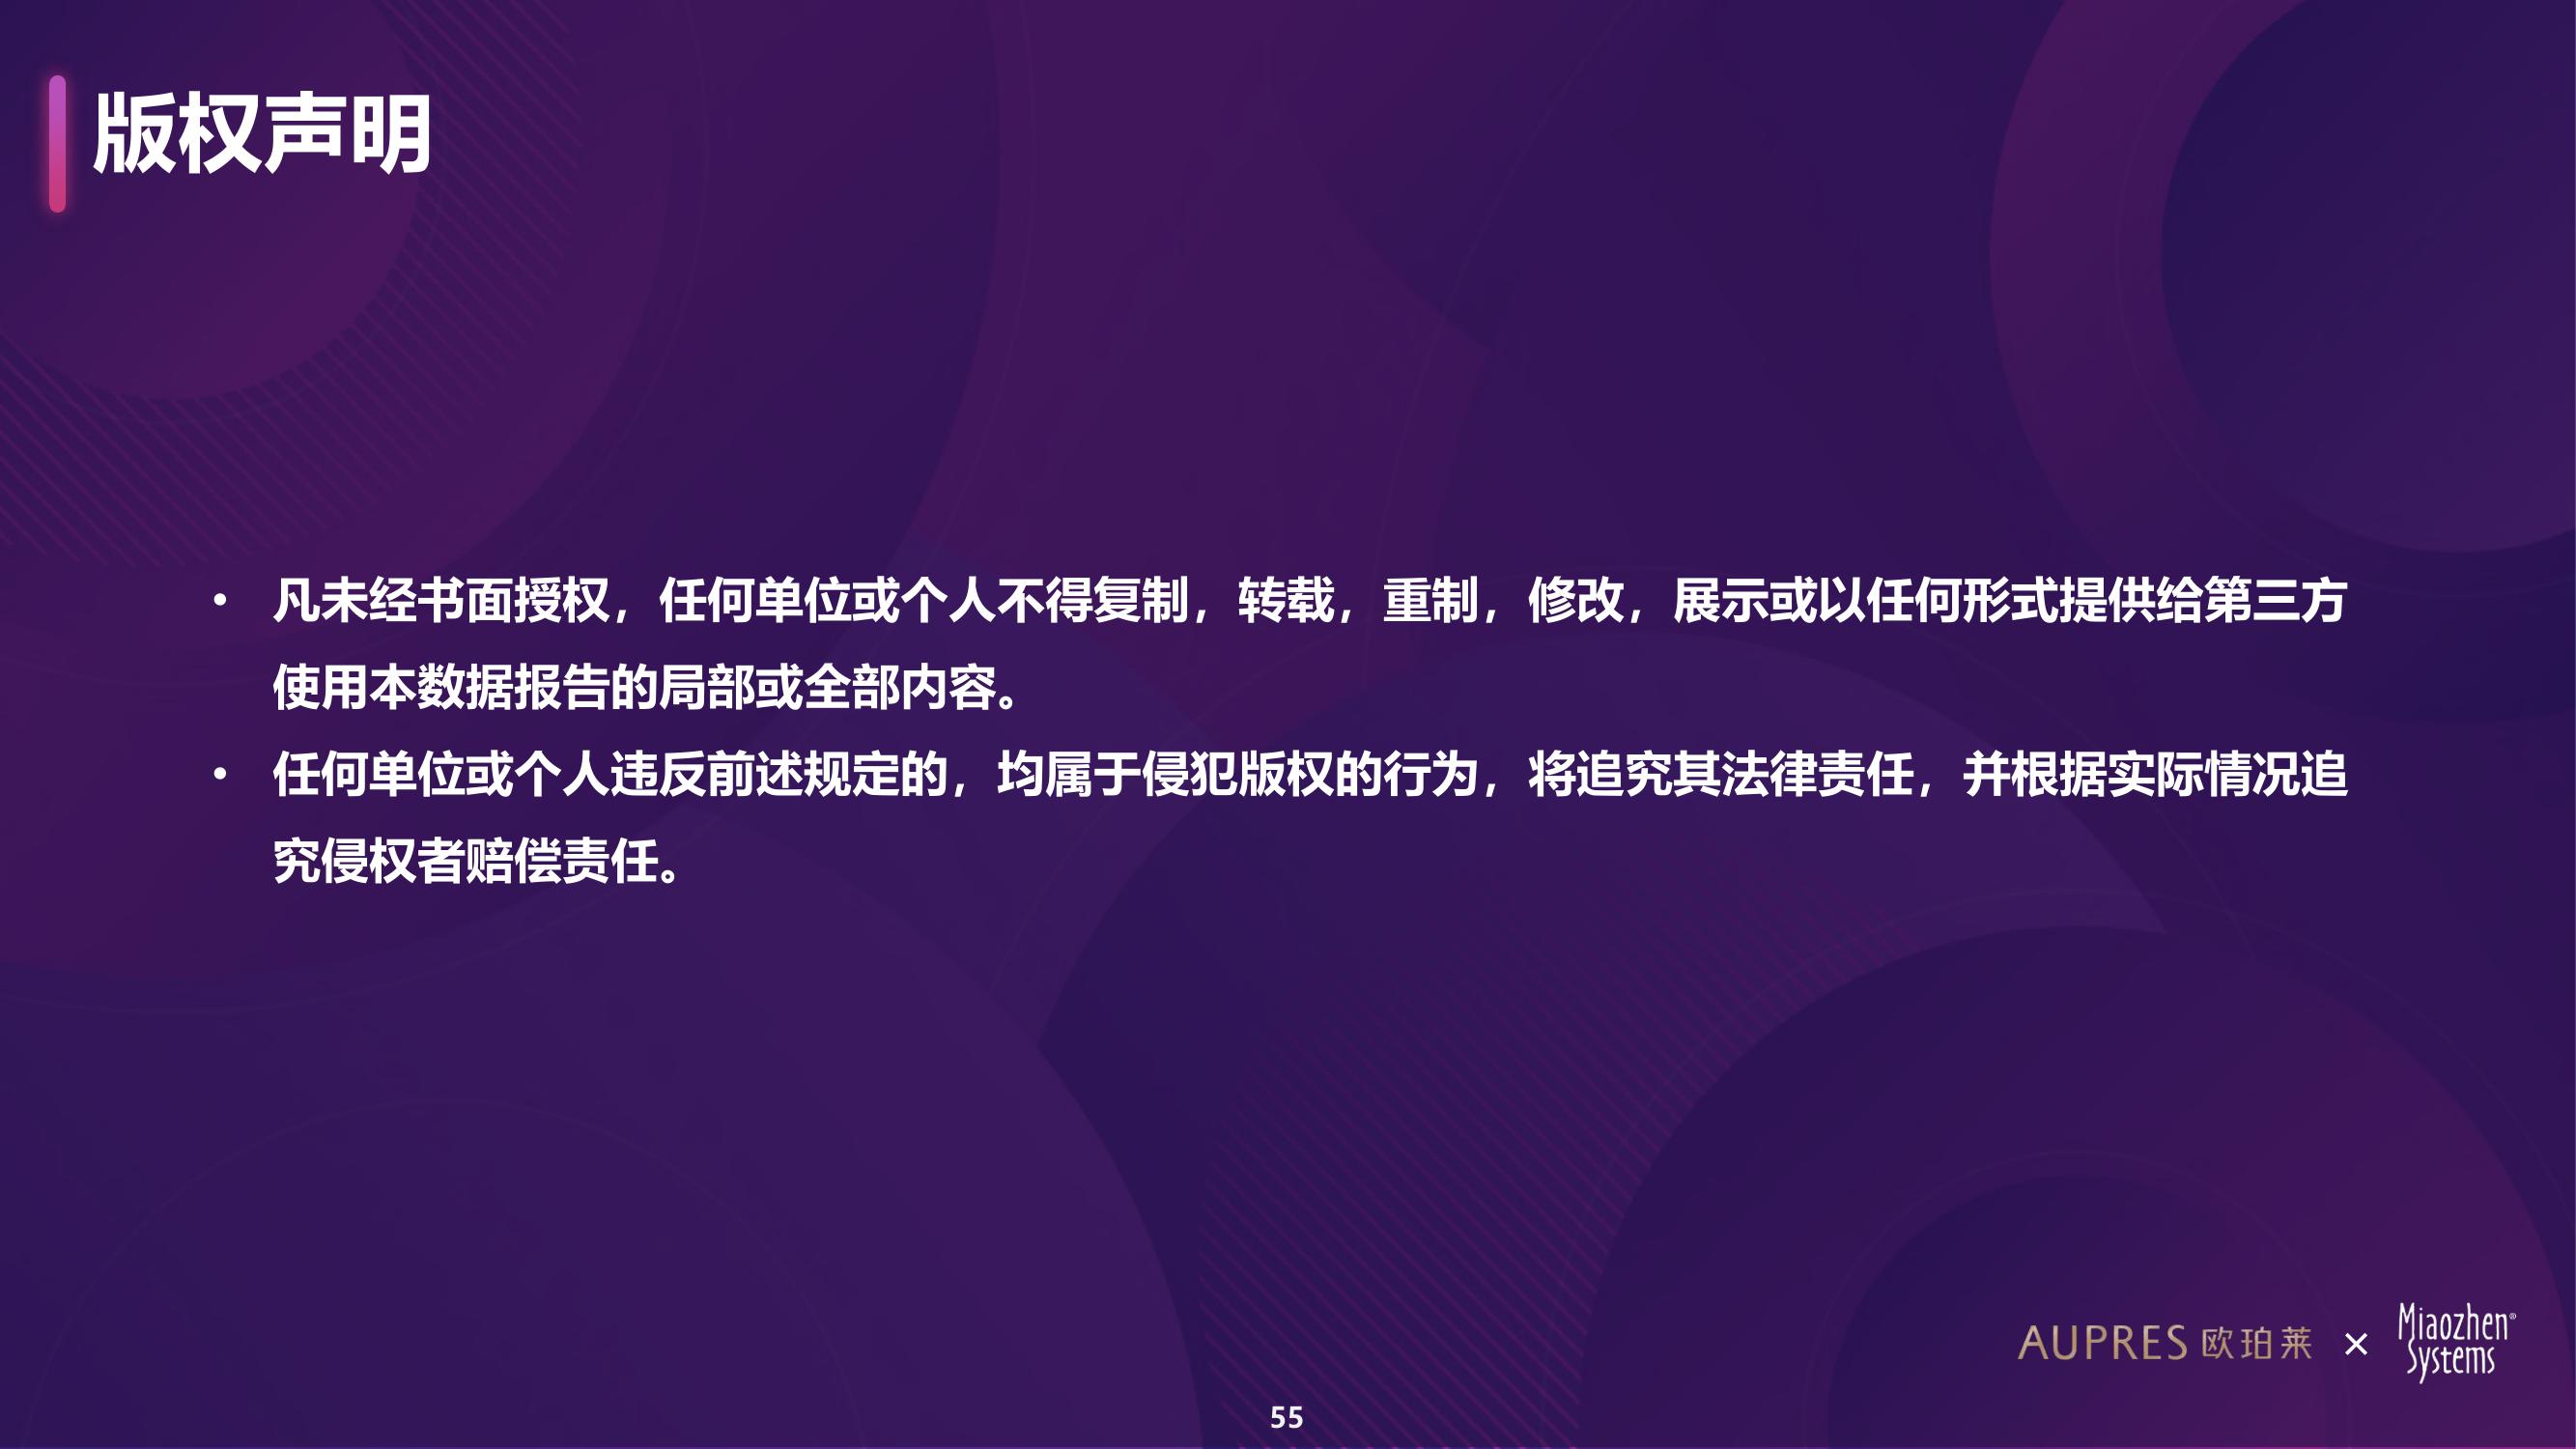 版权声明
• 凡未经书面授权，任何单位或个人不得复制，转载，重制，修改，展示或以任何形式提供给第三方
使用本数据报告的局部或全部内容。
• 任何单位或个人违反前述规定的，均属于侵犯版权的行为，将追究其法律责任，并根据实际情况追
究侵权者赔偿责任。
AUPRES 欧珀莱 × Miaozhen®
Systems
55